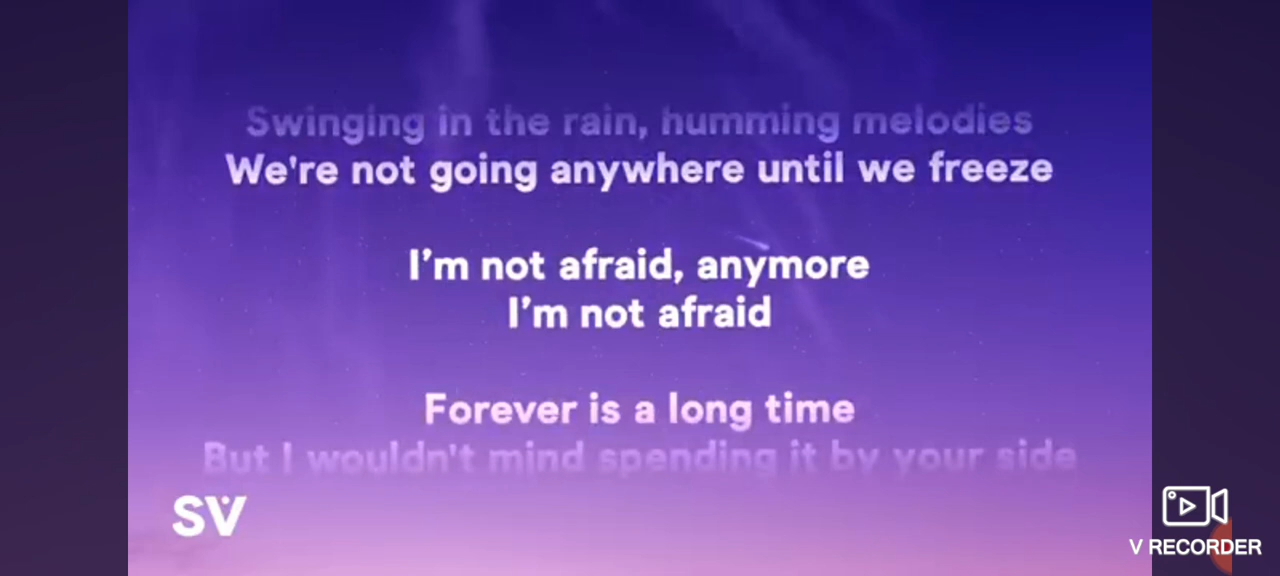 Swinging in the rain, humming melodies
We're not going anywhere until we freeze
I’m not afraid, anymore
I’m not afraid
Forever is a long time
But I wouldn't mind spending it by your side
SV
V RECORDER